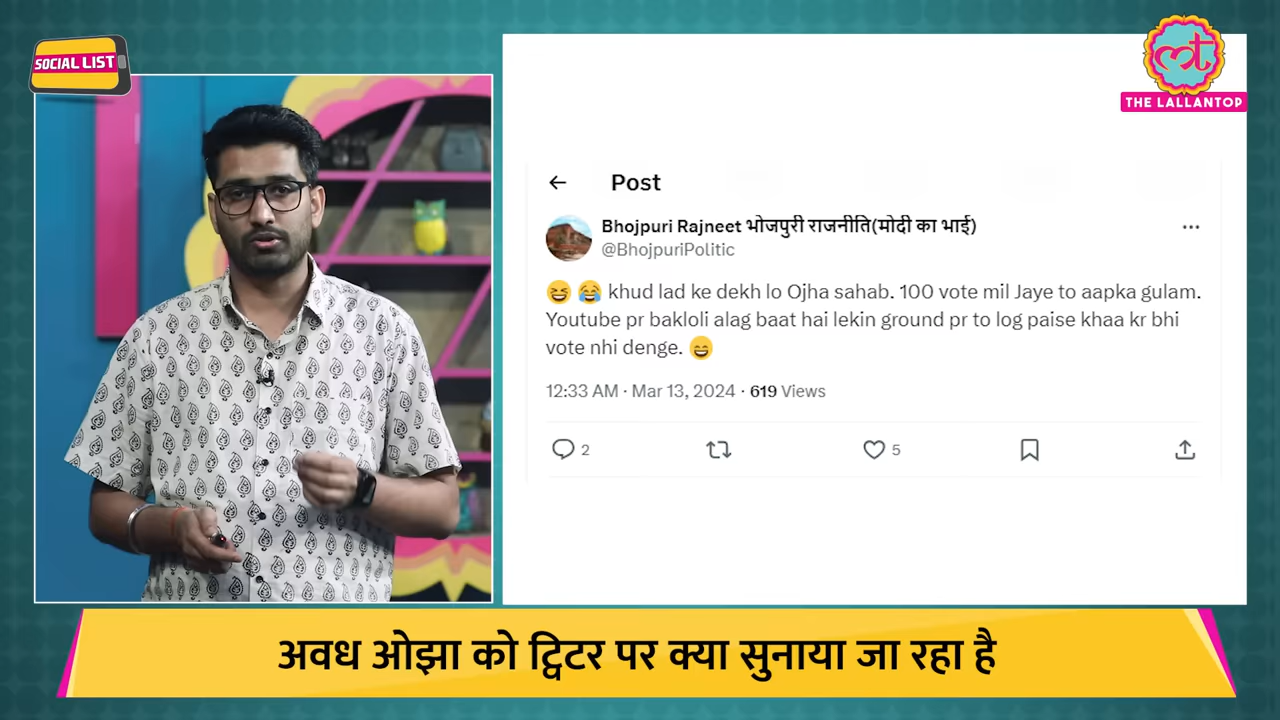 SOCIAL LIST
लT
THE LALLANTOP
← Post
Bhojpuri Rajneet भोजपुरी राजनीति(मोदी का भाई)
@BhojpuriPolitic
😆 😂 khud lad ke dekh lo Ojha sahab. 100 vote mil Jaye to aapka gulam.
Youtube pr bakloli alag baat hai lekin ground pr to log paise khaa kr bhi
vote nhi denge. 😄
12:33 AM · Mar 13, 2024 · 619 Views
2
5
अवध ओझा को ट्विटर पर क्या सुनाया जा रहा है